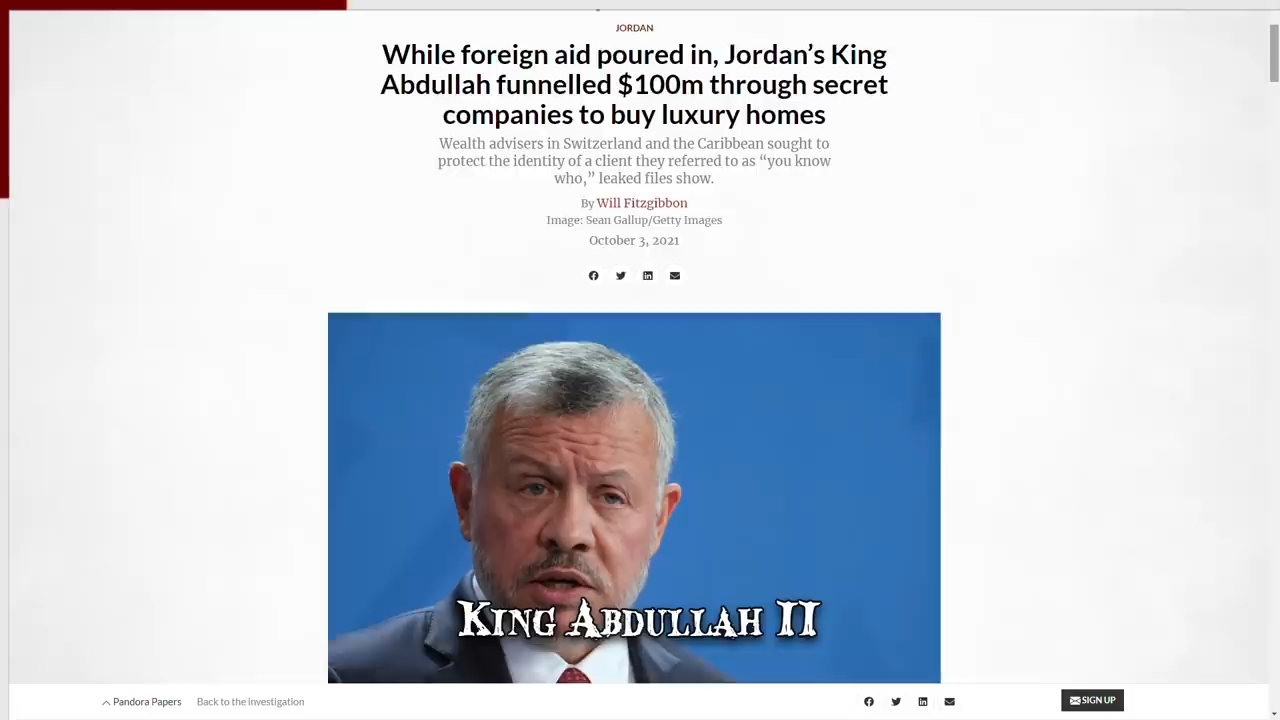 JORDAN
While foreign aid poured in, Jordan’s King
Abdullah funnelled $100m through secret
companies to buy luxury homes
Wealth advisers in Switzerland and the Caribbean sought to
protect the identity of a client they referred to as “you know
who,” leaked files show.
By Will Fitzgibbon
Image: Sean Gallup/Getty Images
October 3, 2021
King Abdullah II
Pandora Papers Back to the investigation SIGN UP